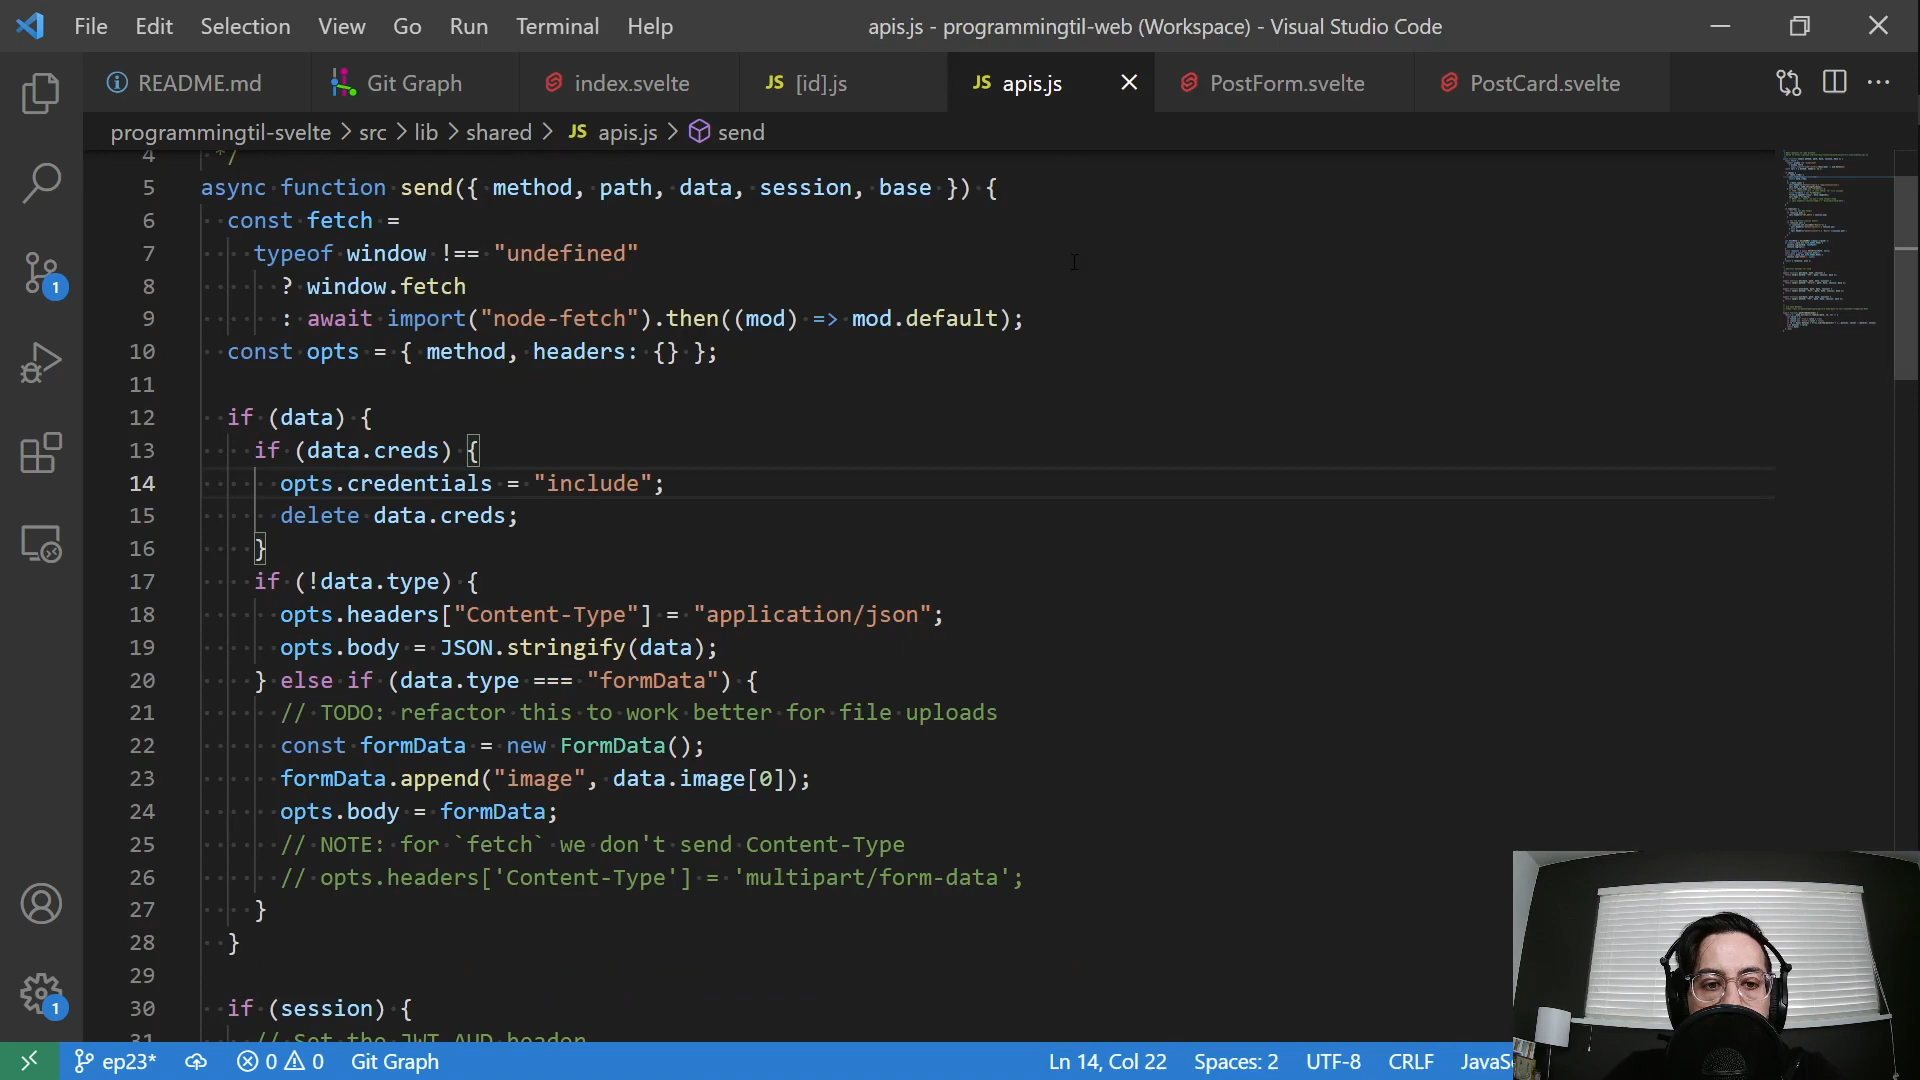 File Edit Selection View Go Run Terminal Help
apis.js - programmingtil-web (Workspace) - Visual Studio Code
README.md Git Graph index.svelte JS [id].js JS apis.js PostForm.svelte PostCard.svelte
programmingtil-svelte > src > lib > shared > JS apis.js > send
4 */
5 async function send({ method, path, data, session, base }) {
6 const fetch =
7 typeof window !== "undefined"
8 ? window.fetch
9 : await import("node-fetch").then((mod) => mod.default);
10 const opts = { method, headers: {} };
11
12 if (data) {
13 if (data.creds) {
14 opts.credentials = "include";
15 delete data.creds;
16 }
17 if (!data.type) {
18 opts.headers["Content-Type"] = "application/json";
19 opts.body = JSON.stringify(data);
20 } else if (data.type === "formData") {
21 // TODO: refactor this to work better for file uploads
22 const formData = new FormData();
23 formData.append("image", data.image[0]);
24 opts.body = formData;
25 // NOTE: for `fetch` we don't send Content-Type
26 // opts.headers['Content-Type'] = 'multipart/form-data';
27 }
28 }
29
30 if (session) {
31 // Set the JWT AUD header
1
1
ep23* 0 0 Git Graph Ln 14, Col 22 Spaces: 2 UTF-8 CRLF JavaS